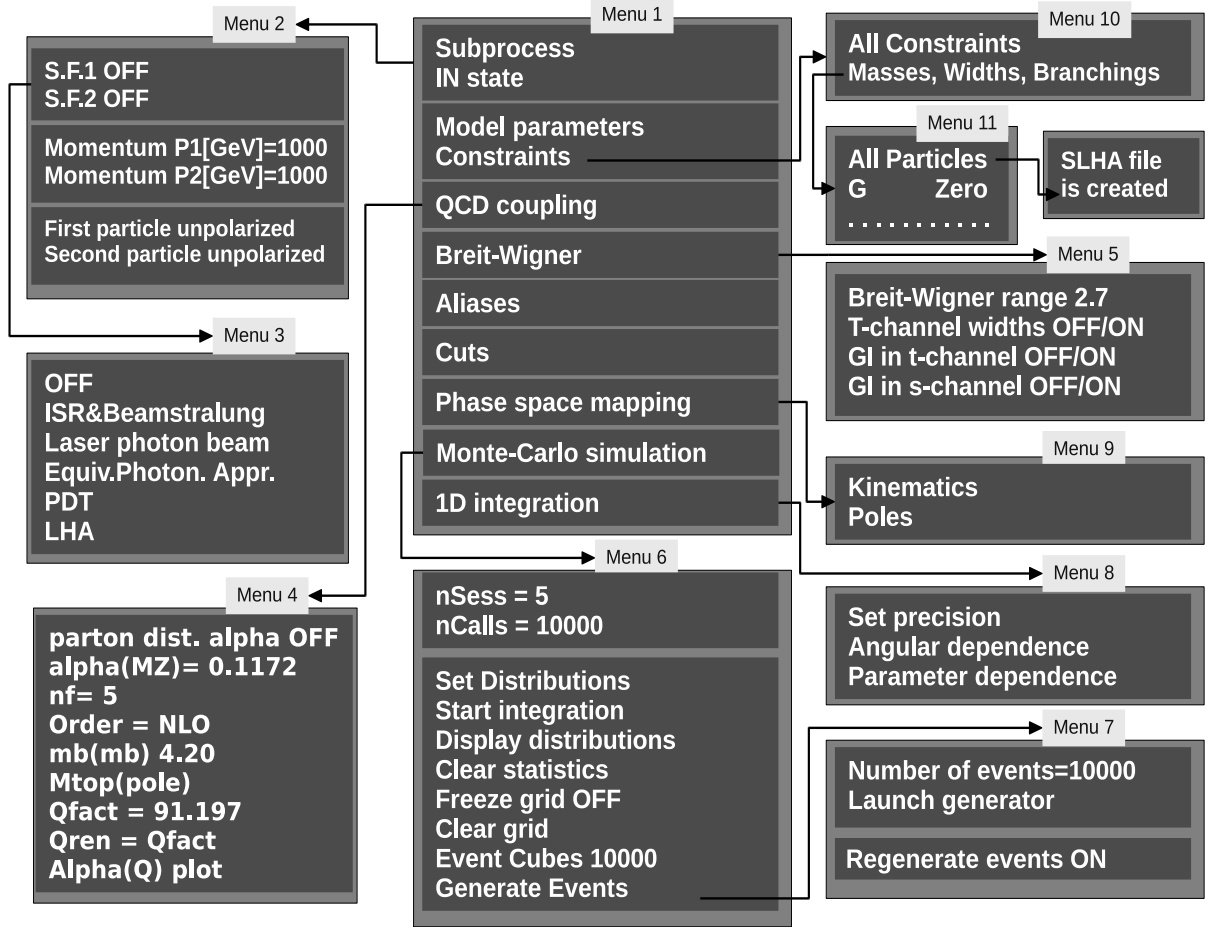 Menu 2
S.F.1 OFF
S.F.2 OFF
Momentum P1[GeV]=1000
Momentum P2[GeV]=1000
First particle unpolarized
Second particle unpolarized
Menu 3
OFF
ISR&Beamstralung
Laser photon beam
Equiv.Photon. Appr.
PDT
LHA
Menu 4
parton dist. alpha OFF
alpha(MZ)= 0.1172
nf= 5
Order = NLO
mb(mb) 4.20
Mtop(pole)
Qfact = 91.197
Qren = Qfact
Alpha(Q) plot
Menu 1
Subprocess
IN state
Model parameters
Constraints
QCD coupling
Breit-Wigner
Aliases
Cuts
Phase space mapping
Monte-Carlo simulation
1D integration
Menu 6
nSess = 5
nCalls = 10000
Set Distributions
Start integration
Display distributions
Clear statistics
Freeze grid OFF
Clear grid
Event Cubes 10000
Generate Events
Menu 10
All Constraints
Masses, Widths, Branchings
Menu 11
All Particles
G Zero
. . . . . . . . . . .
SLHA file
is created
Menu 5
Breit-Wigner range 2.7
T-channel widths OFF/ON
GI in t-channel OFF/ON
GI in s-channel OFF/ON
Menu 9
Kinematics
Poles
Menu 8
Set precision
Angular dependence
Parameter dependence
Menu 7
Number of events=10000
Launch generator
Regenerate events ON